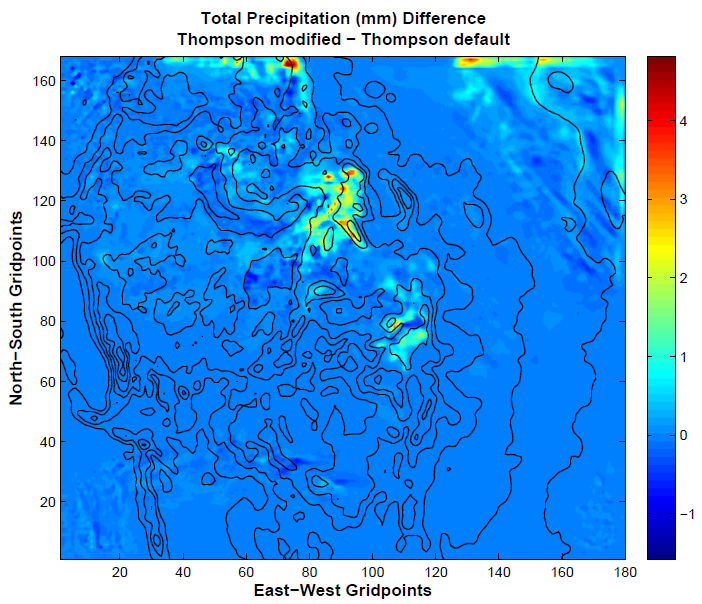 Total Precipitation (mm) Difference
Thompson modified − Thompson default
160
140
120
100
80
60
40
20
North−South Gridpoints
20 40 60 80 100 120 140 160 180
East−West Gridpoints
4
3
2
1
0
−1